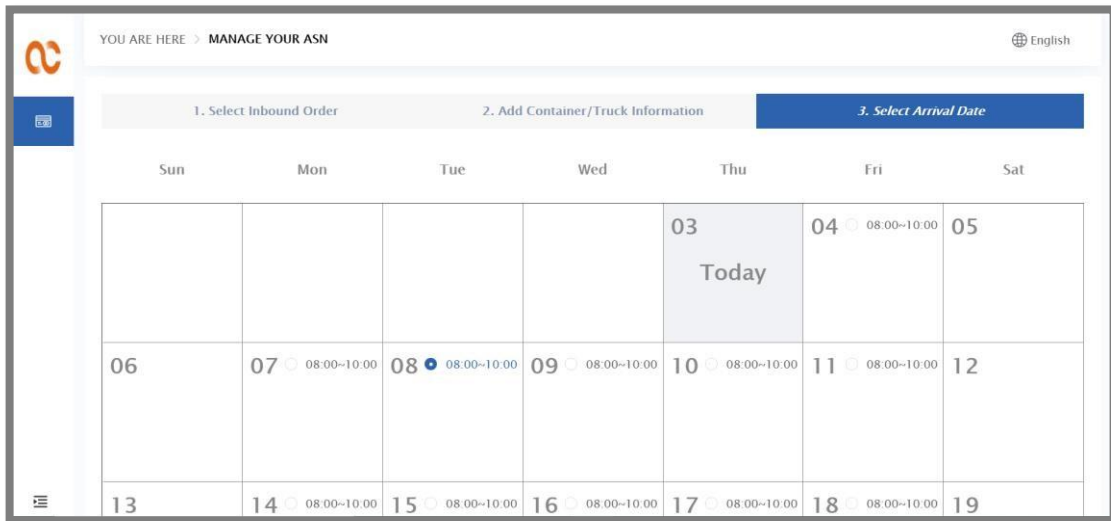 YOU ARE HERE > MANAGE YOUR ASN
English
1. Select Inbound Order
2. Add Container/Truck Information
3. Select Arrival Date
Sun Mon Tue Wed Thu Fri Sat
03 04 08:00~10:00 05
Today
06 07 08:00~10:00 08 08:00~10:00 09 08:00~10:00 10 08:00~10:00 11 08:00~10:00 12
13 14 08:00~10:00 15 08:00~10:00 16 08:00~10:00 17 08:00~10:00 18 08:00~10:00 19